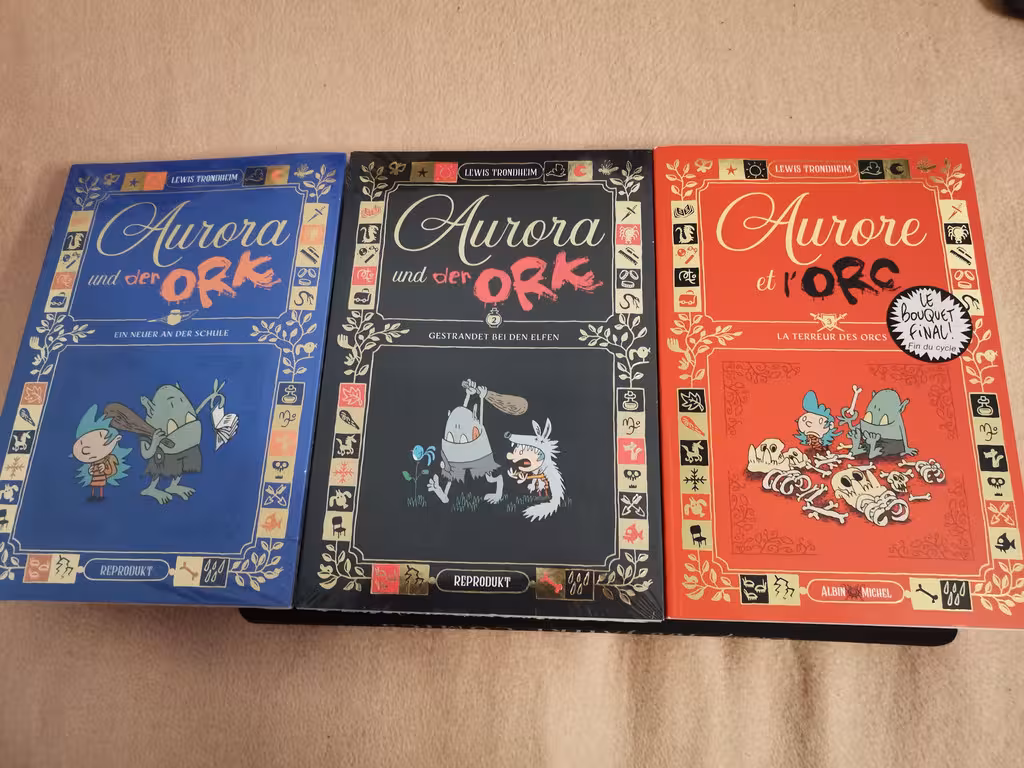 LEWIS TRONDHEIM
Aurora
und der ORK
EIN NEUER AN DER SCHULE
REPRODUKT
LEWIS TRONDHEIM
Aurora
und der ORK
2
GESTRANDET BEI DEN ELFEN
REPRODUKT
LEWIS TRONDHEIM
Aurore
et l'ORC
3
LA TERREUR DES ORCS
LE
BOUQUET
FINAL!
Fin du cycle
ALBIN MICHEL